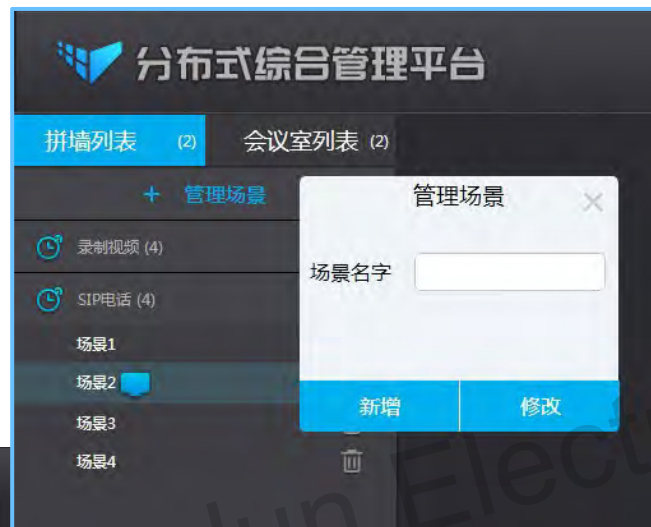 分布式综合管理平台
拼墙列表 (2) 会议室列表 (2)
+ 管理场景
管理场景 ×
录制视频 (4)
场景名字
SIP电话 (4)
场景1
场景2
新增 修改
场景3
场景4
lun Elect